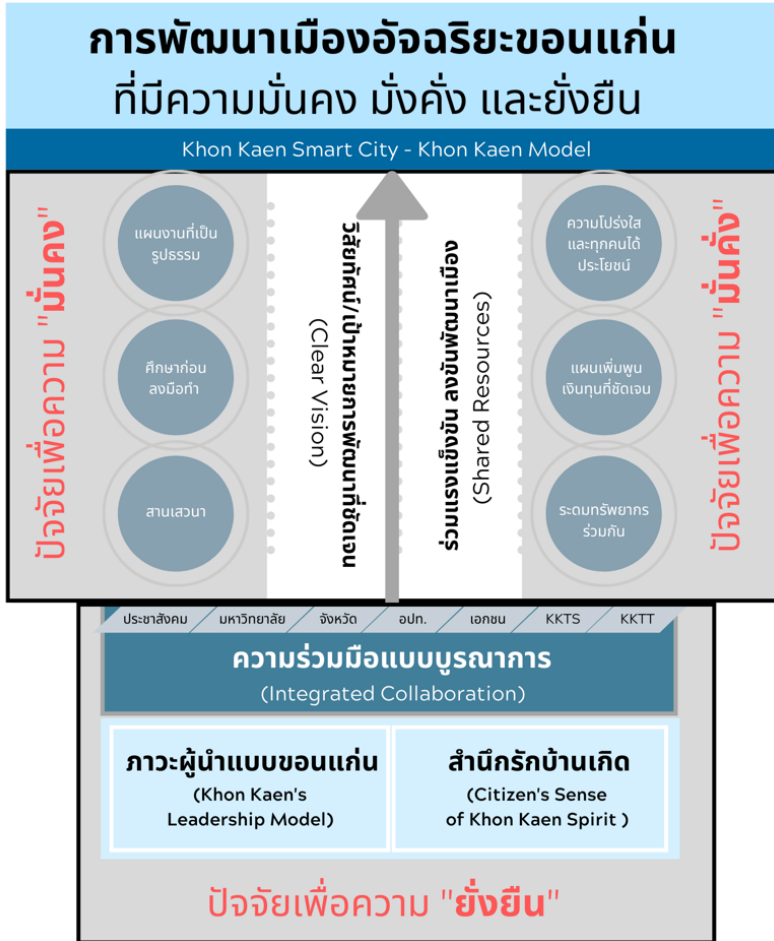 การพัฒนาเมืองอัจฉริยะขอนแก่น
ที่มีความมั่นคง มั่งคั่ง และยั่งยืน
Khon Kaen Smart City - Khon Kaen Model
ปัจจัยเพื่อความ "มั่นคง"
แผนงานที่เป็น
รูปธรรม
ศึกษาก่อน
ลงมือทำ
สานเสวนา
วิสัยทัศน์/เป้าหมายการพัฒนาที่ชัดเจน
(Clear Vision)
ร่วมแรงแข็งขัน ลงขันพัฒนาเมือง
(Shared Resources)
ความโปร่งใส
และทุกคนได้
ประโยชน์
แผนเพิ่มพูน
เงินทุนที่ชัดเจน
ระดมทรัพยากร
ร่วมกัน
ปัจจัยเพื่อความ "มั่งคั่ง"
ประชาสังคม มหาวิทยาลัย จังหวัด อปท. เอกชน KKTS KKTT
ความร่วมมือแบบบูรณาการ
(Integrated Collaboration)
ภาวะผู้นำแบบขอนแก่น
(Khon Kaen's
Leadership Model)
สำนึกรักบ้านเกิด
(Citizen's Sense
of Khon Kaen Spirit )
ปัจจัยเพื่อความ "ยั่งยืน"